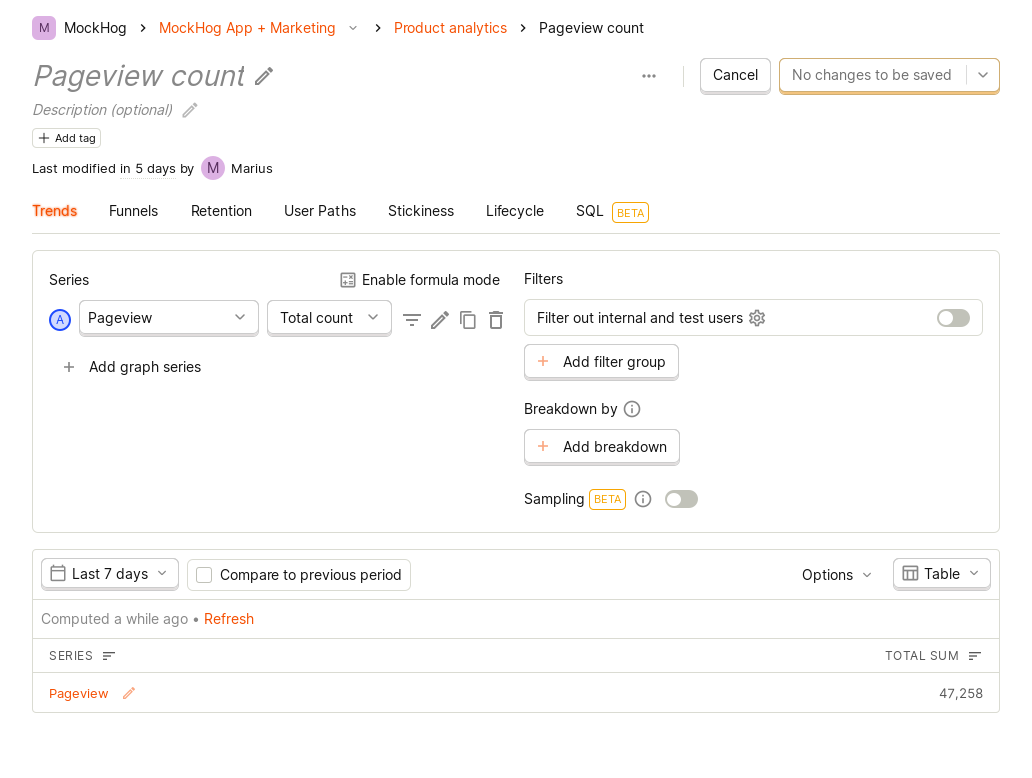 M MockHog MockHog App + Marketing Product analytics Pageview count
Pageview count
Cancel No changes to be saved
Description (optional)
Add tag
Last modified in 5 days by M Marius
Trends Funnels Retention User Paths Stickiness Lifecycle SQL BETA
Series Enable formula mode
A Pageview Total count
Add graph series
Filters
Filter out internal and test users
Add filter group
Breakdown by
Add breakdown
Sampling BETA
Last 7 days Compare to previous period Options Table
Computed a while ago • Refresh
SERIES TOTAL SUM
Pageview 47,258